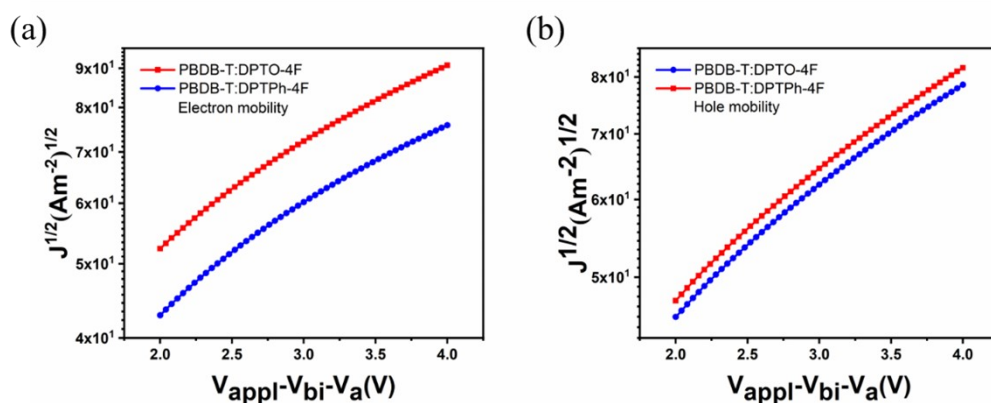 (a)
PBDB-T:DPTO-4F
PBDB-T:DPTPh-4F
Electron mobility
9x10¹
8x10¹
7x10¹
6x10¹
5x10¹
4x10¹
J^1/2(Am^-2)^1/2
2.0 2.5 3.0 3.5 4.0
V_appl-V_bi-V_a(V)
(b)
PBDB-T:DPTO-4F
PBDB-T:DPTPh-4F
Hole mobility
8x10¹
7x10¹
6x10¹
5x10¹
J^1/2(Am^-2)1/2
2.0 2.5 3.0 3.5 4.0
V_appl-V_bi-V_a(V)